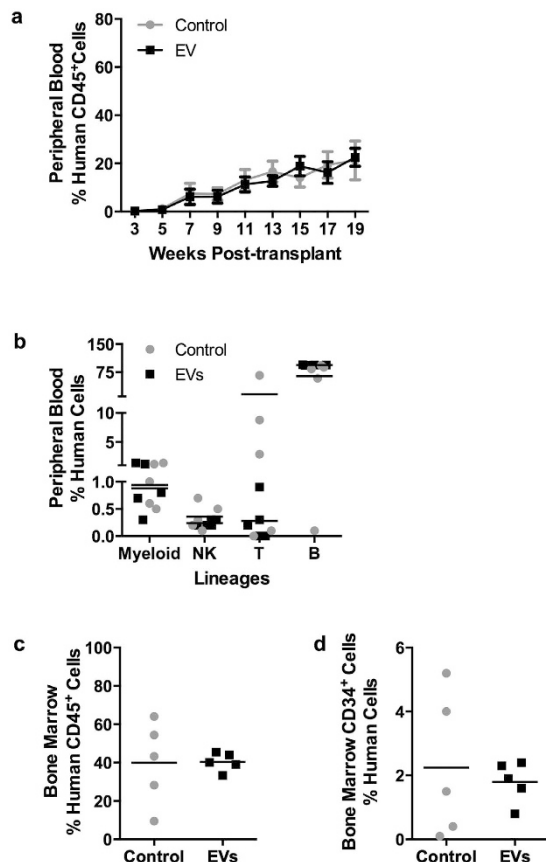 a
Control
EV
Peripheral Blood
% Human CD45⁺Cells
80
60
40
20
0
3 5 7 9 11 13 15 17 19
Weeks Post-transplant
b
Control
EVs
Peripheral Blood
% Human Cells
150
75
10
5
1.0
0.5
0.0
Myeloid NK T B
Lineages
c
Bone Marrow
% Human CD45⁺ Cells
100
80
60
40
20
0
Control EVs
d
Bone Marrow CD34⁺ Cells
% Human Cells
6
4
2
0
Control EVs